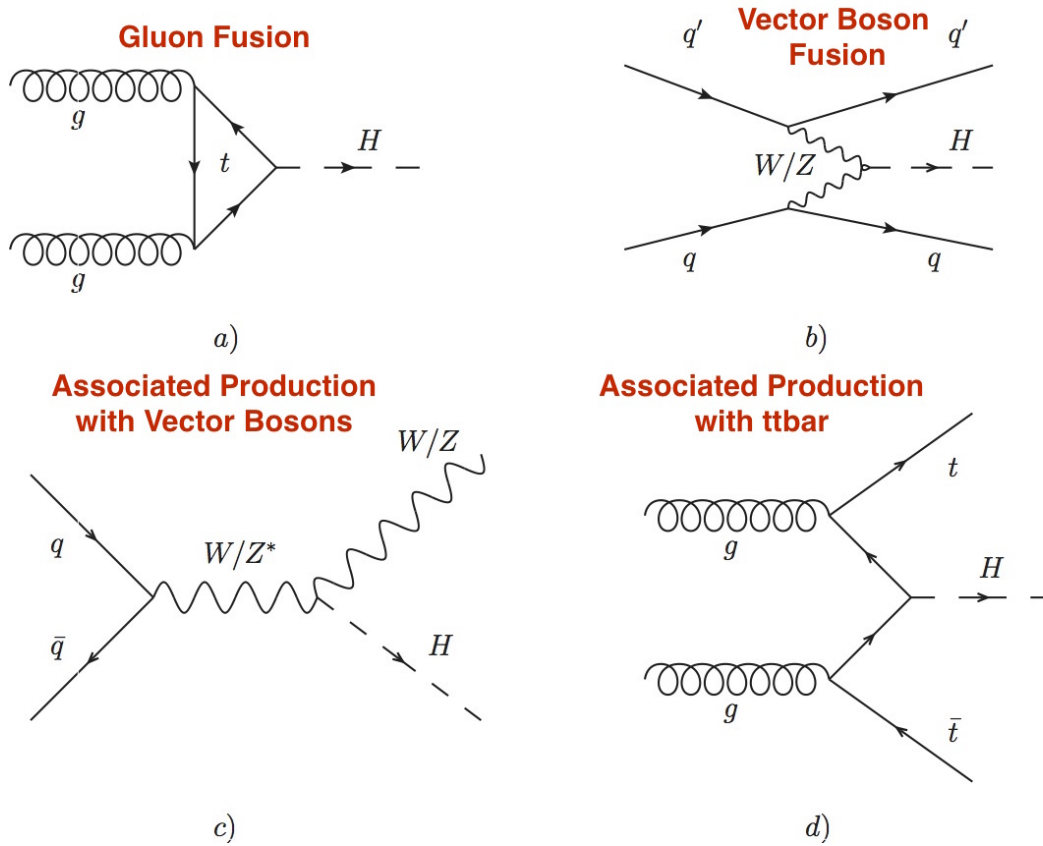 Gluon Fusion
g
t
H
g
a)
Vector Boson
Fusion
q′
q′
W/Z
H
q
q
b)
Associated Production
with Vector Bosons
W/Z
q
W/Z*
q̄
H
c)
Associated Production
with ttbar
t
g
H
g
t̄
d)